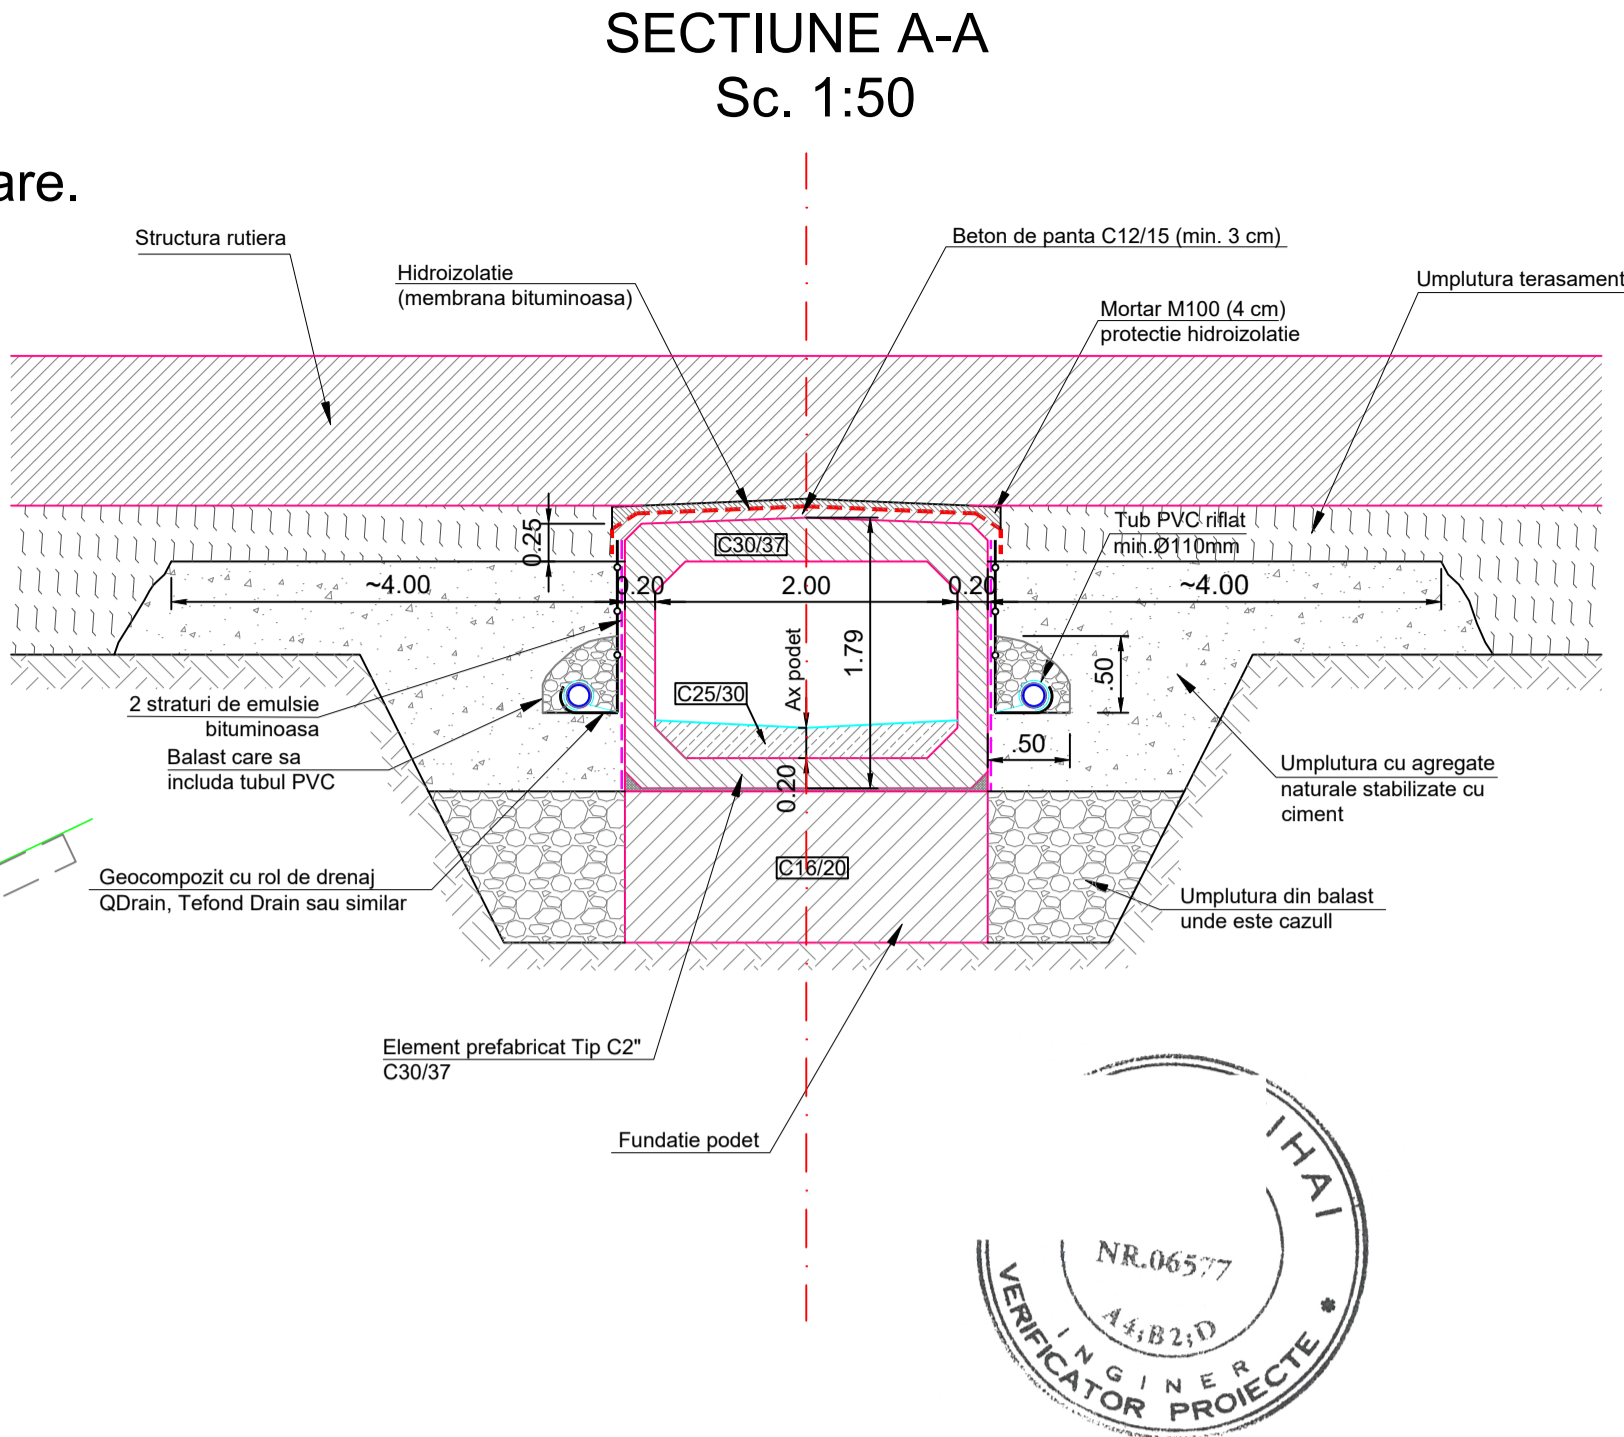 SECTIUNE A-A
Sc. 1:50
are.
Structura rutiera
Hidroizolatie
(membrana bituminoasa)
Beton de panta C12/15 (min. 3 cm)
Mortar M100 (4 cm)
protectie hidroizolatie
Umplutura terasament
Tub PVC riflat
min.Ø110mm
0.25
C30/37
~4.00
0.20
2.00
0.20
~4.00
Ax podet
1.79
.50
C25/30
.50
0.20
2 straturi de emulsie
bituminoasa
Balast care sa
includa tubul PVC
Umplutura cu agregate
naturale stabilizate cu
ciment
C16/20
Geocompozit cu rol de drenaj
QDrain, Tefond Drain sau similar
Umplutura din balast
unde este cazull
Element prefabricat Tip C2"
C30/37
Fundatie podet
IHAI
NR.06577
A4;B2;D
INGINER
VERIFICATOR PROIECTE *